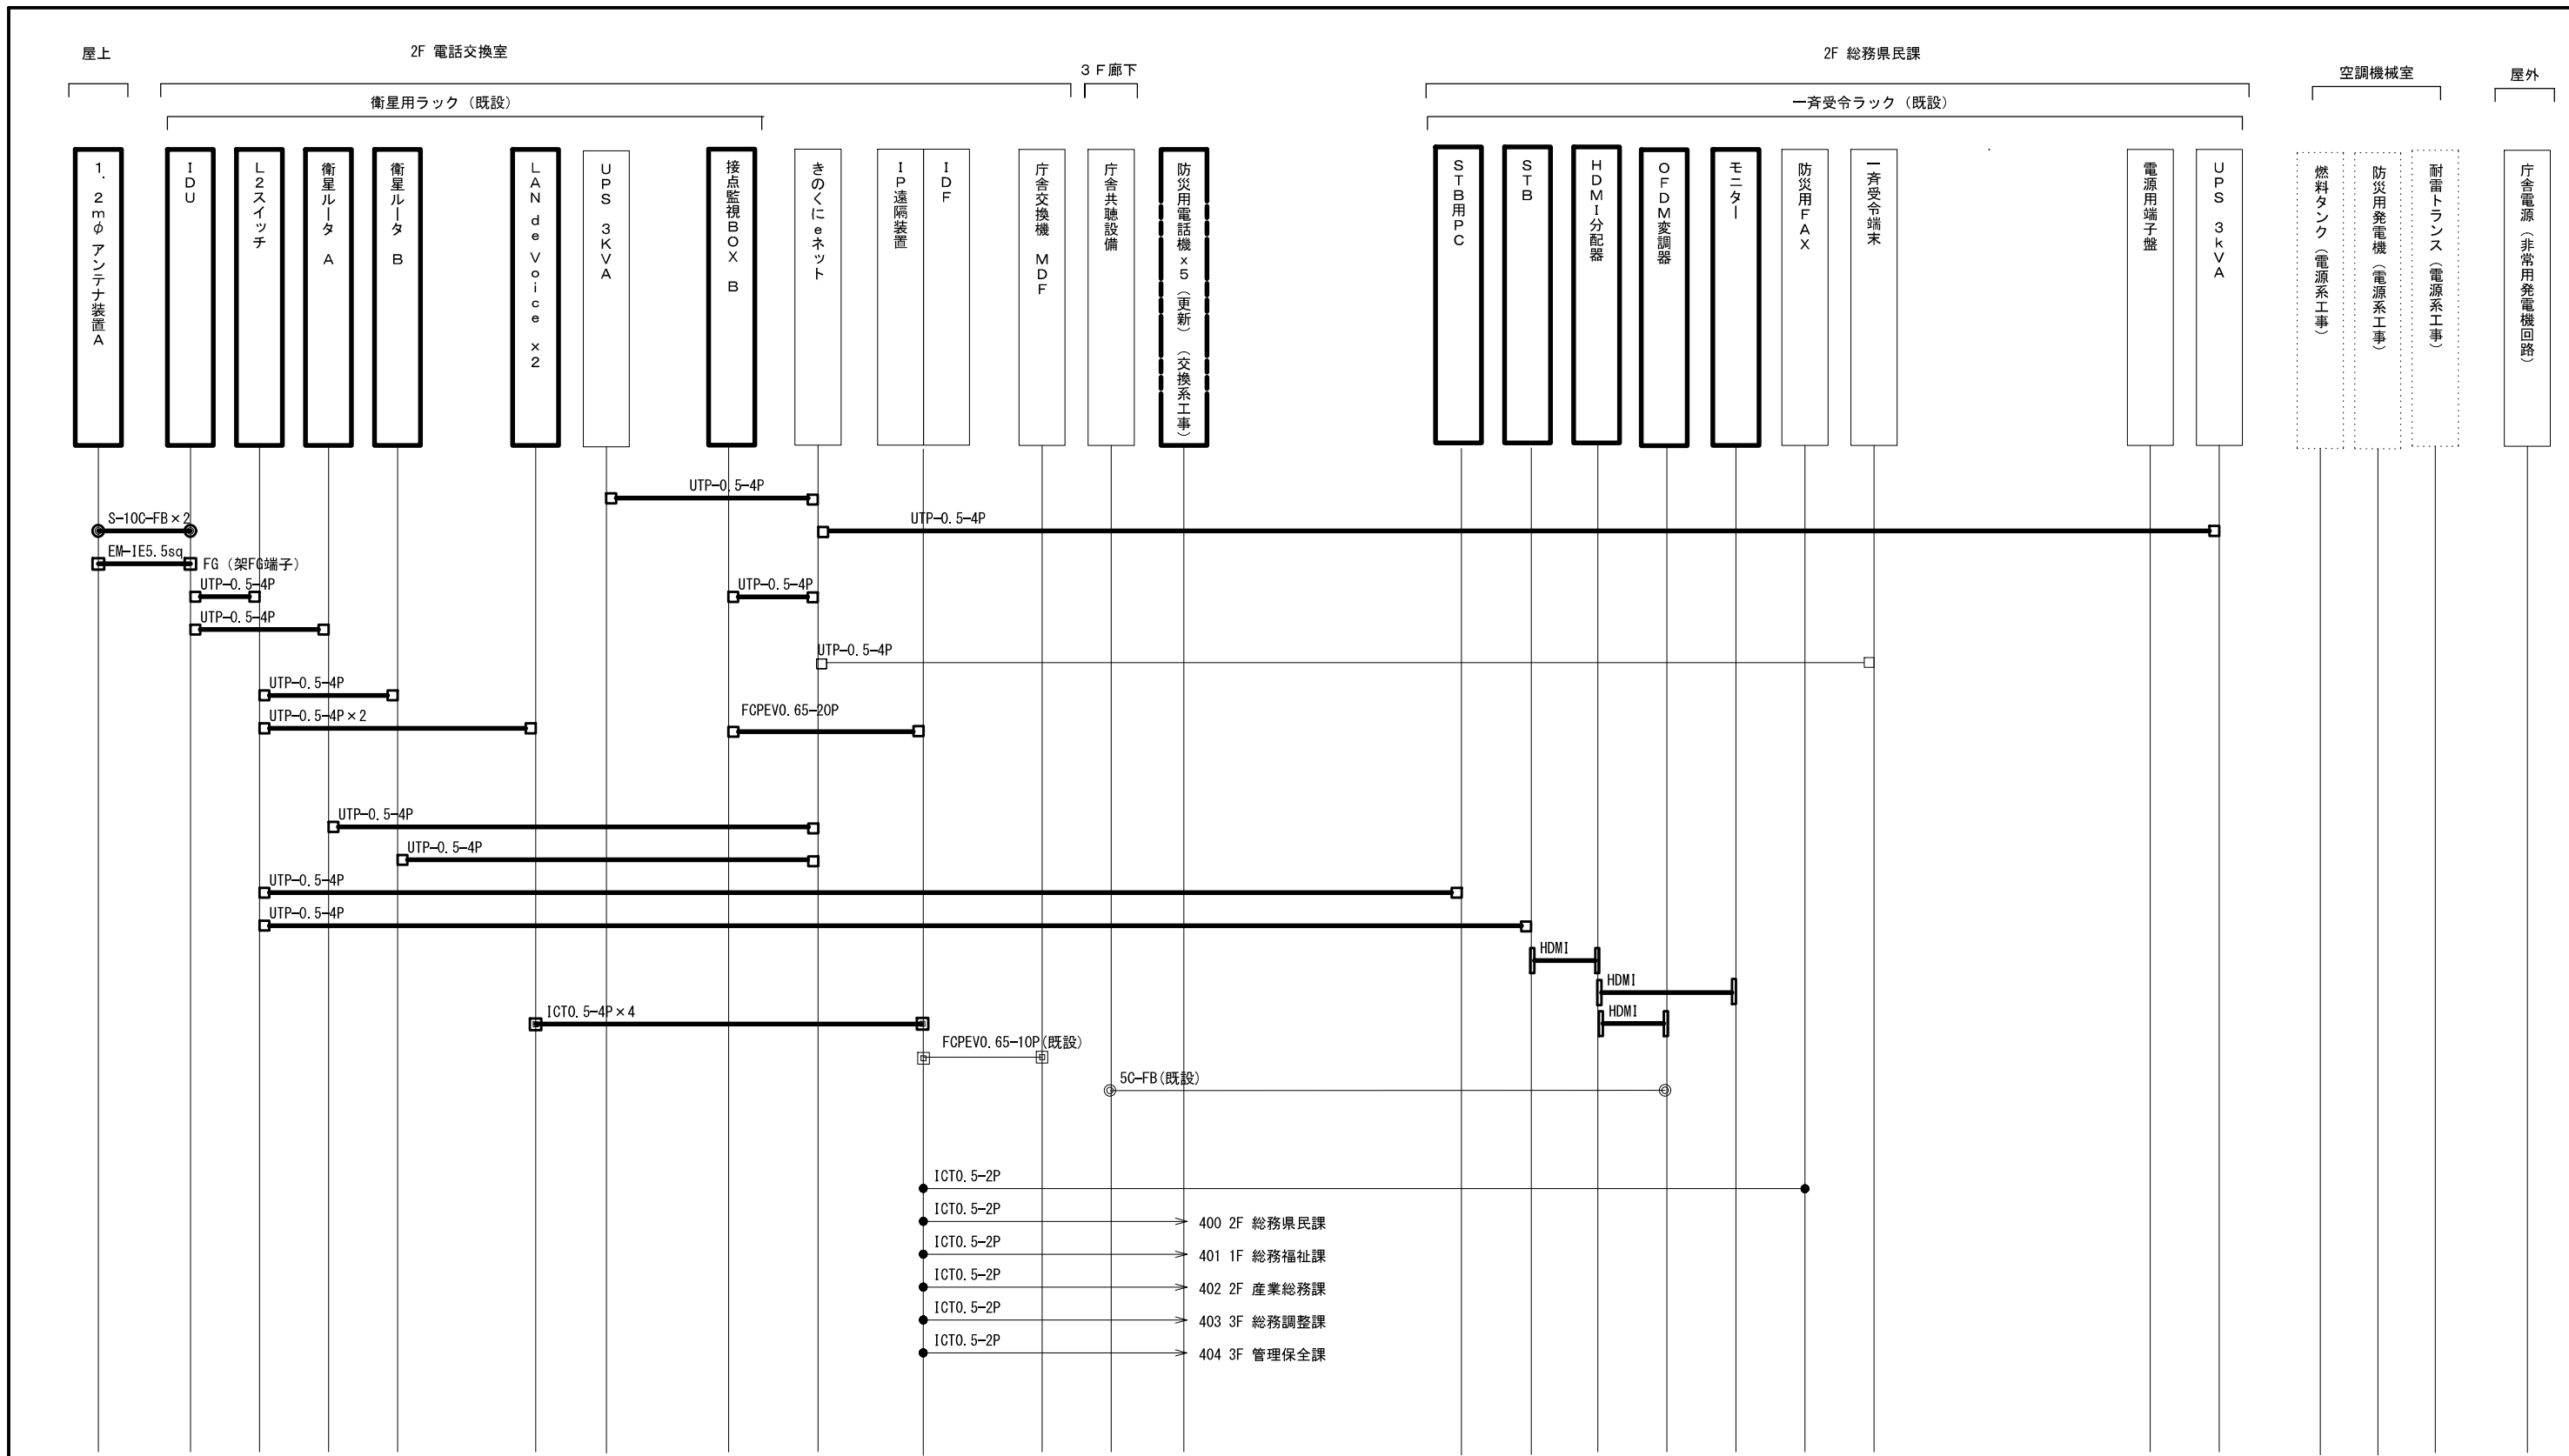 屋上
2F 電話交換室
３Ｆ廊下
2F 総務県民課
空調機械室
屋外
衛星用ラック（既設）
一斉受令ラック（既設）
１．２ｍφ アンテナ装置Ａ
ＩＤＵ
Ｌ２スイッチ
衛星ルータ Ａ
衛星ルータ Ｂ
ＬＡＮ ｄｅ Ｖｏｉｃｅ ×２
ＵＰＳ ３ＫＶＡ
接点監視ＢＯＸ Ｂ
きのくにｅネット
ＩＰ遠隔装置
ＩＤＦ
庁舎交換機 ＭＤＦ
庁舎共聴設備
防災用電話機ｘ５（更新）（交換系工事）
ＳＴＢ用ＰＣ
ＳＴＢ
ＨＤＭＩ分配器
ＯＦＤＭ変調器
モニター
防災用ＦＡＸ
一斉受令端末
電源用端子盤
ＵＰＳ ３ｋＶＡ
燃料タンク（電源系工事）
防災用発電機（電源系工事）
耐雷トランス（電源系工事）
庁舎電源（非常用発電機回路）
UTP-0.5-4P
S-10C-FB×2
UTP-0.5-4P
EM-IE5.5sq
FG（架FG端子）
UTP-0.5-4P
UTP-0.5-4P
UTP-0.5-4P
UTP-0.5-4P
UTP-0.5-4P
UTP-0.5-4P×2
FCPEV0.65-20P
UTP-0.5-4P
UTP-0.5-4P
UTP-0.5-4P
UTP-0.5-4P
HDMI
HDMI
ICT0.5-4P×4
HDMI
FCPEV0.65-10P(既設)
5C-FB(既設)
ICT0.5-2P
ICT0.5-2P
400 2F 総務県民課
ICT0.5-2P
401 1F 総務福祉課
ICT0.5-2P
402 2F 産業総務課
ICT0.5-2P
403 3F 総務調整課
ICT0.5-2P
404 3F 管理保全課